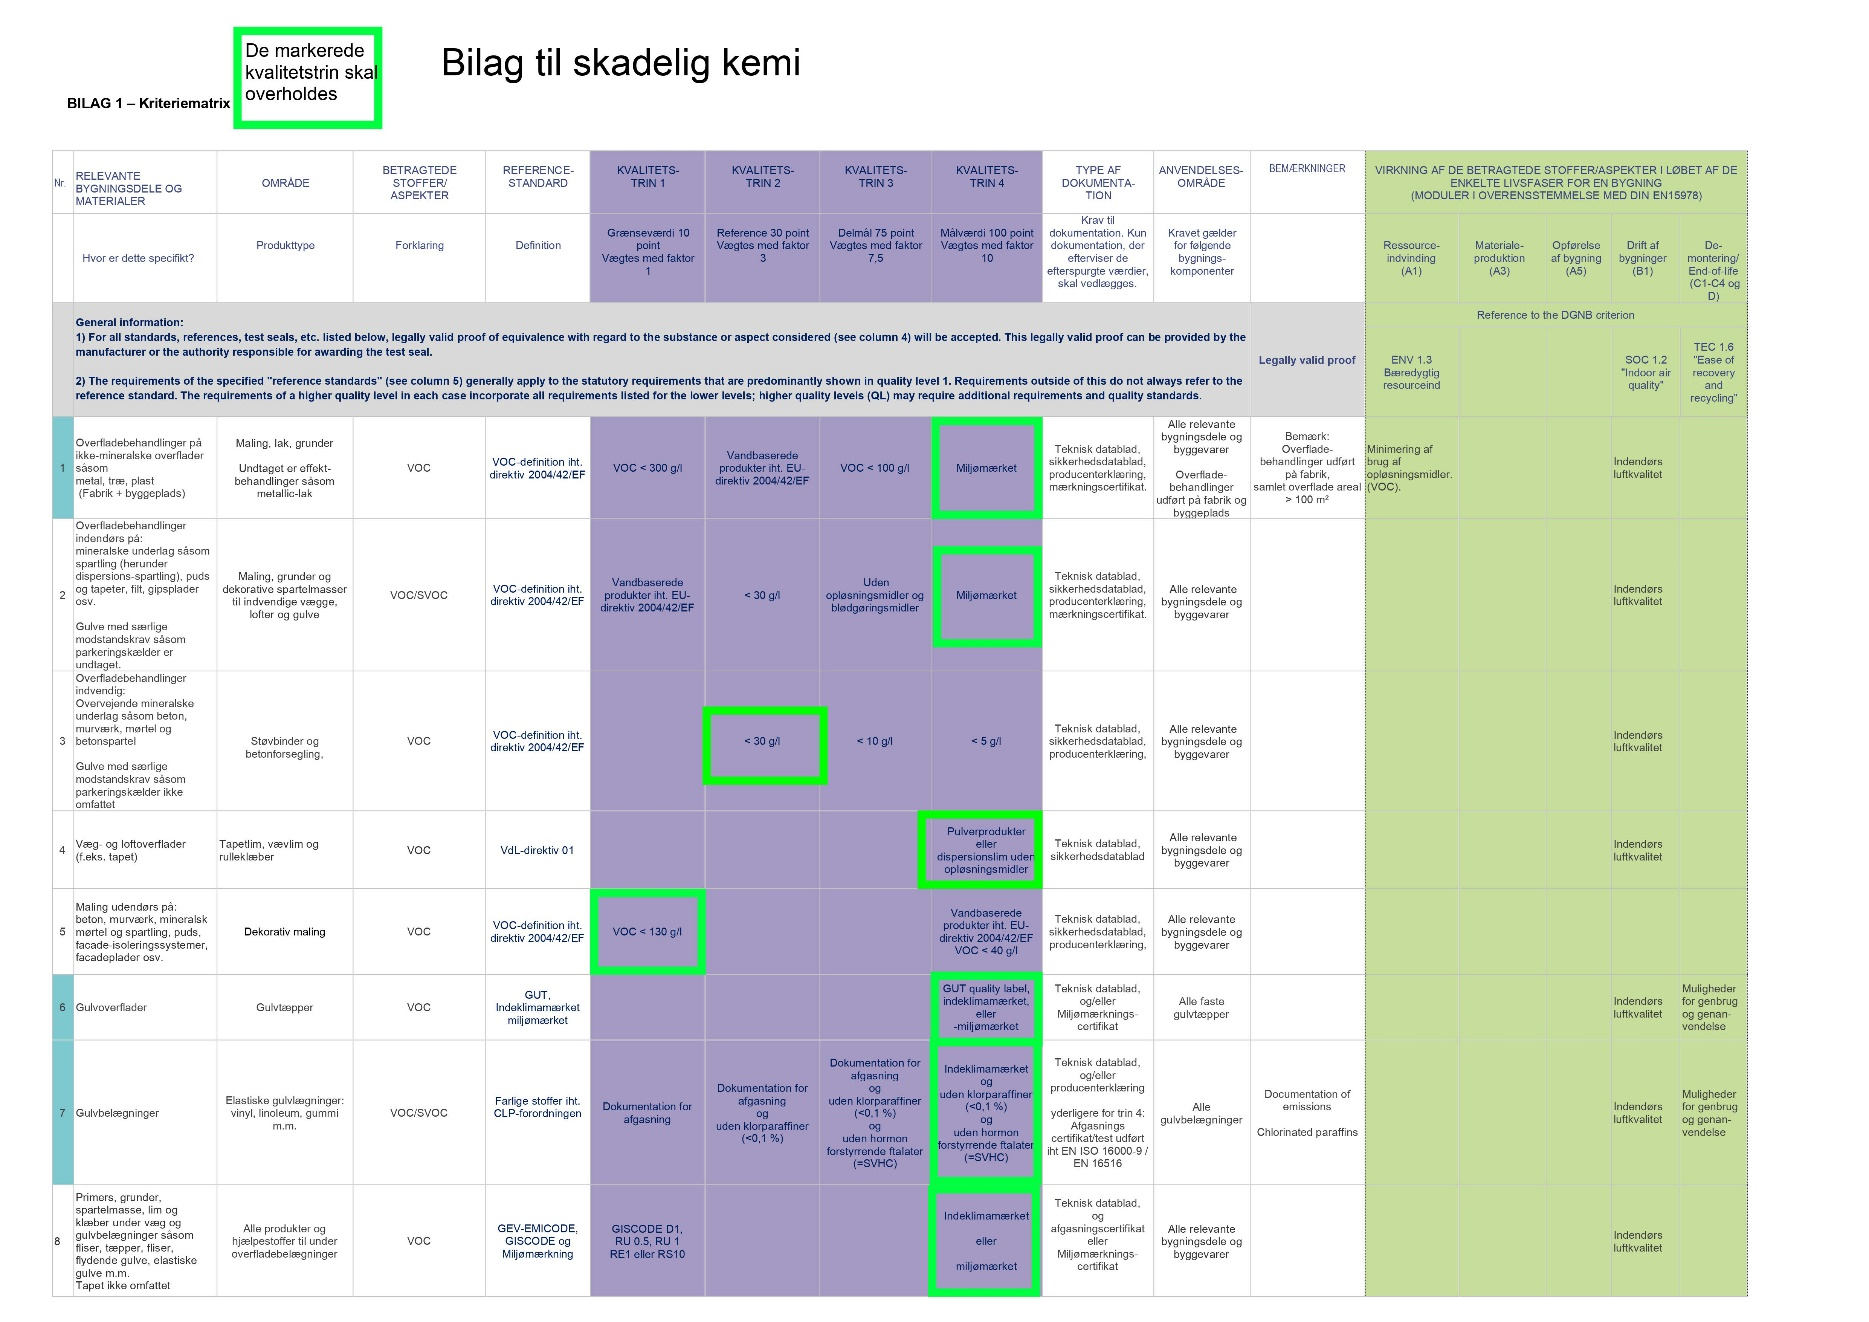 De markerede
kvalitetstrin skal
overholdes
Bilag til skadelig kemi
BILAG 1 – Kriteriematrix
Nr.
RELEVANTE
BYGNINGSDELE OG
MATERIALER
OMRÅDE
BETRAGTEDE
STOFFER/
ASPEKTER
REFERENCE-
STANDARD
KVALITETS-
TRIN 1
KVALITETS-
TRIN 2
KVALITETS-
TRIN 3
KVALITETS-
TRIN 4
TYPE AF
DOKUMENTA-
TION
ANVENDELSES-
OMRÅDE
BEMÆRKNINGER
VIRKNING AF DE BETRAGTEDE STOFFER/ASPEKTER I LØBET AF DE
ENKELTE LIVSFASER FOR EN BYGNING
(MODULER I OVERENSSTEMMELSE MED DIN EN15978)
Hvor er dette specifikt?
Produkttype
Forklaring
Definition
Grænseværdi 10
point
Vægtes med faktor
1
Reference 30 point
Vægtes med faktor
3
Delmål 75 point
Vægtes med faktor
7,5
Målværdi 100 point
Vægtes med faktor
10
Krav til
dokumentation. Kun
dokumentation, der
efterviser de
efterspurgte værdier,
skal vedlægges.
Kravet gælder
for følgende
bygnings-
komponenter
Ressource-
indvinding
(A1)
Materiale-
produktion
(A3)
Opførelse
af bygning
(A5)
Drift af
bygninger
(B1)
De-
montering/
End-of-life
(C1-C4 og
D)
General information:
1) For all standards, references, test seals, etc. listed below, legally valid proof of equivalence with regard to the substance or aspect considered (see column 4) will be accepted. This legally valid proof can be provided by the
manufacturer or the authority responsible for awarding the test seal.
2) The requirements of the specified "reference standards" (see column 5) generally apply to the statutory requirements that are predominantly shown in quality level 1. Requirements outside of this do not always refer to the
reference standard. The requirements of a higher quality level in each case incorporate all requirements listed for the lower levels; higher quality levels (QL) may require additional requirements and quality standards.
Legally valid proof
Reference to the DGNB criterion
ENV 1.3
Bæredygtig
resourceind
SOC 1.2
"Indoor air
quality"
TEC 1.6
"Ease of
recovery
and
recycling"
1
Overfladebehandlinger på
ikke-mineralske overflader
såsom
metal, træ, plast
(Fabrik + byggeplads)
Maling, lak, grunder
Undtaget er effekt-
behandlinger såsom
metallic-lak
VOC
VOC-definition iht.
direktiv 2004/42/EF
VOC < 300 g/l
Vandbaserede
produkter iht. EU-
direktiv 2004/42/EF
VOC < 100 g/l
Miljømærket
Teknisk datablad,
sikkerhedsdatablad,
producenterklæring,
mærkningscertifikat.
Alle relevante
bygningsdele og
byggevarer
Overflade-
behandlinger
udført på fabrik og
byggeplads
Bemærk:
Overflade-
behandlinger udført
på fabrik,
samlet overflade areal
> 100 m²
Minimering af
brug af
opløsningsmidler.
(VOC).
Indendørs
luftkvalitet
2
Overfladebehandlinger
indendørs på:
mineralske underlag såsom
spartling (herunder
dispersions-spartling), puds
og tapeter, filt, gipsplader
osv.
Gulve med særlige
modstandskrav såsom
parkeringskælder er
undtaget.
Maling, grunder og
dekorative spartelmasser
til indvendige vægge,
lofter og gulve
VOC/SVOC
VOC-definition iht.
direktiv 2004/42/EF
Vandbaserede
produkter iht. EU-
direktiv 2004/42/EF
< 30 g/l
Uden
opløsningsmidler og
blødgøringsmidler
Miljømærket
Teknisk datablad,
sikkerhedsdatablad,
producenterklæring,
mærkningscertifikat.
Alle relevante
bygningsdele og
byggevarer
Indendørs
luftkvalitet
3
Overfladebehandlinger
indvendig:
Overvejende mineralske
underlag såsom beton,
murværk, mørtel og
betonspartel
Gulve med særlige
modstandskrav såsom
parkeringskælder ikke
omfattet
Støvbinder og
betonforsegling,
VOC
VOC-definition iht.
direktiv 2004/42/EF
< 30 g/l
< 10 g/l
< 5 g/l
Teknisk datablad,
sikkerhedsdatablad,
producenterklæring,
Alle relevante
bygningsdele og
byggevarer
Indendørs
luftkvalitet
4
Væg- og loftoverflader
(f.eks. tapet)
Tapetlim, vævlim og
rulleklæber
VOC
VdL-direktiv 01
Pulverprodukter
eller
dispersionslim uden
opløsningsmidler
Teknisk datablad,
sikkerhedsdatablad
Alle relevante
bygningsdele og
byggevarer
Indendørs
luftkvalitet
5
Maling udendørs på:
beton, murværk, mineralsk
mørtel og spartling, puds,
facade-isoleringssystemer,
facadeplader osv.
Dekorativ maling
VOC
VOC-definition iht.
direktiv 2004/42/EF
VOC < 130 g/l
Vandbaserede
produkter iht. EU-
direktiv 2004/42/EF
VOC < 40 g/l
Teknisk datablad,
sikkerhedsdatablad,
producenterklæring,
Alle relevante
bygningsdele og
byggevarer
6
Gulvoverflader
Gulvtæpper
VOC
GUT,
Indeklimamærket
miljømærket
GUT quality label,
indeklimamærket,
eller
-miljømærket
Teknisk datablad,
og/eller
Miljømærknings-
certifikat
Alle faste
gulvtæpper
Indendørs
luftkvalitet
Muligheder
for genbrug
og genan-
vendelse
7
Gulvbelægninger
Elastiske gulvlægninger:
vinyl, linoleum, gummi
m.m.
VOC/SVOC
Farlige stoffer iht.
CLP-forordningen
Dokumentation for
afgasning
Dokumentation for
afgasning
og
uden klorparaffiner
(<0,1 %)
Dokumentation for
afgasning
og
uden klorparaffiner
(<0,1 %)
og
uden hormon
forstyrrende ftalater
(=SVHC)
Indeklimamærket
og
uden klorparaffiner
(<0,1 %)
og
uden hormon
forstyrrende ftalater
(=SVHC)
Teknisk datablad,
og/eller
producenterklæring
yderligere for trin 4:
Afgasnings
certifikat/test udført
iht EN ISO 16000-9 /
EN 16516
Alle
gulvbelægninger
Documentation of
emissions
Chlorinated paraffins
Indendørs
luftkvalitet
Muligheder
for genbrug
og genan-
vendelse
8
Primers, grunder,
spartelmasse, lim og
klæber under væg og
gulvbelægninger såsom
fliser, tæpper, fliser,
flydende gulve, elastiske
gulve m.m.
Tapet ikke omfattet
Alle produkter og
hjælpestoffer til under
overfladebelægninger
VOC
GEV-EMICODE,
GISCODE og
Miljømærkning
GISCODE D1,
RU 0.5, RU 1
RE1 eller RS10
Indeklimamærket
eller
miljømærket
Teknisk datablad,
og
afgasningscertifikat
eller
Miljømærknings-
certifikat
Alle relevante
bygningsdele og
byggevarer
Indendørs
luftkvalitet